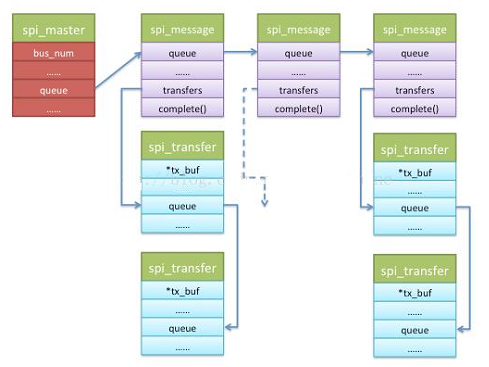 spi_master
bus_num
......
queue
......
spi_message
queue
......
transfers
complete()
spi_message
queue
......
transfers
complete()
spi_message
queue
......
transfers
complete()
spi_transfer
*tx_buf
......
queue
......
spi_transfer
*tx_buf
......
queue
......
spi_transfer
*tx_buf
......
queue
......
spi_transfer
*tx_buf
......
queue
......